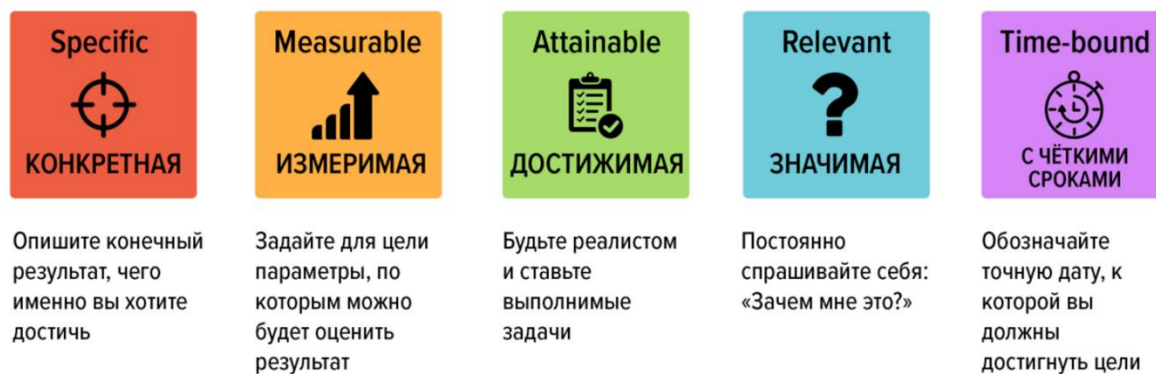 Specific
КОНКРЕТНАЯ
Опишите конечный
результат, чего
именно вы хотите
достичь
Measurable
ИЗМЕРИМАЯ
Задайте для цели
параметры, по
которым можно
будет оценить
результат
Attainable
ДОСТИЖИМАЯ
Будьте реалистом
и ставьте
выполнимые
задачи
Relevant
?
ЗНАЧИМАЯ
Постоянно
спрашивайте себя:
«Зачем мне это?»
Time-bound
С ЧЁТКИМИ
СРОКАМИ
Обозначайте
точную дату, к
которой вы
должны
достигнуть цели